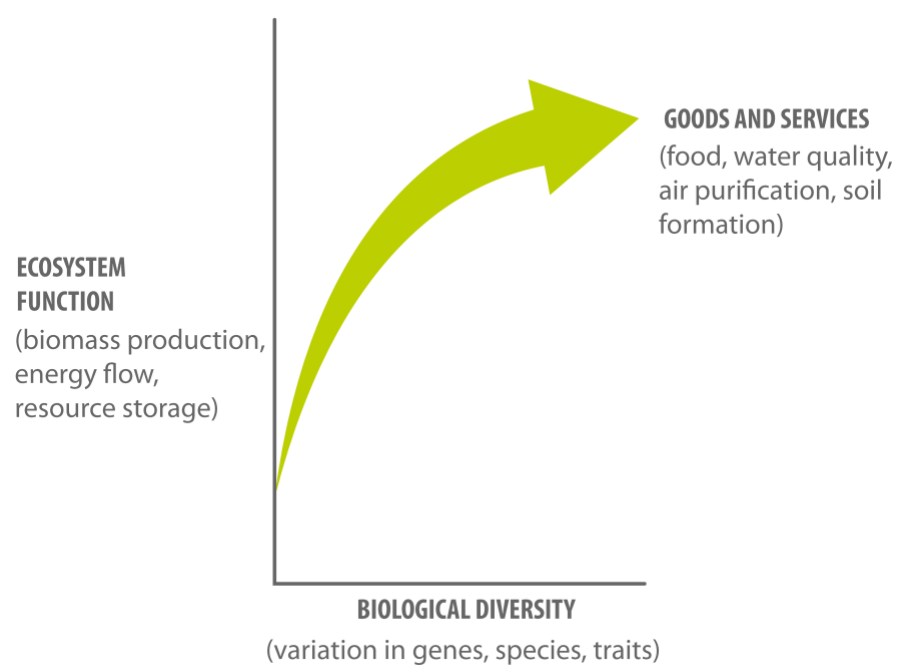 GOODS AND SERVICES
(food, water quality,
air purification, soil
formation)
ECOSYSTEM
FUNCTION
(biomass production,
energy flow,
resource storage)
BIOLOGICAL DIVERSITY
(variation in genes, species, traits)